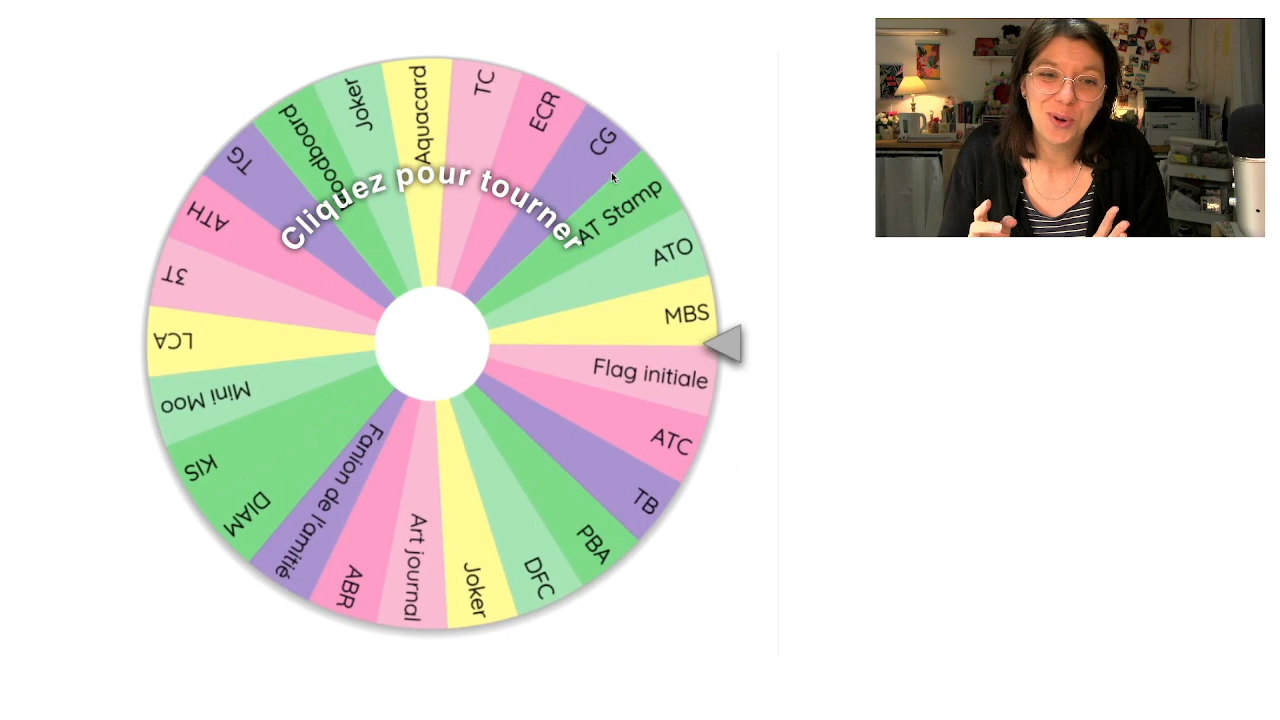 Cliquez pour tourner
MBS
Flag initiale
ATC
TB
PBA
DFC
Joker
Art journal
ABR
Fanion de l'amitié
DIAM
KIS
Mini Moo
LCA
3T
ATH
TG
Moodboard
Joker
Aquacard
TC
ECR
CG
AT Stamp
ATO